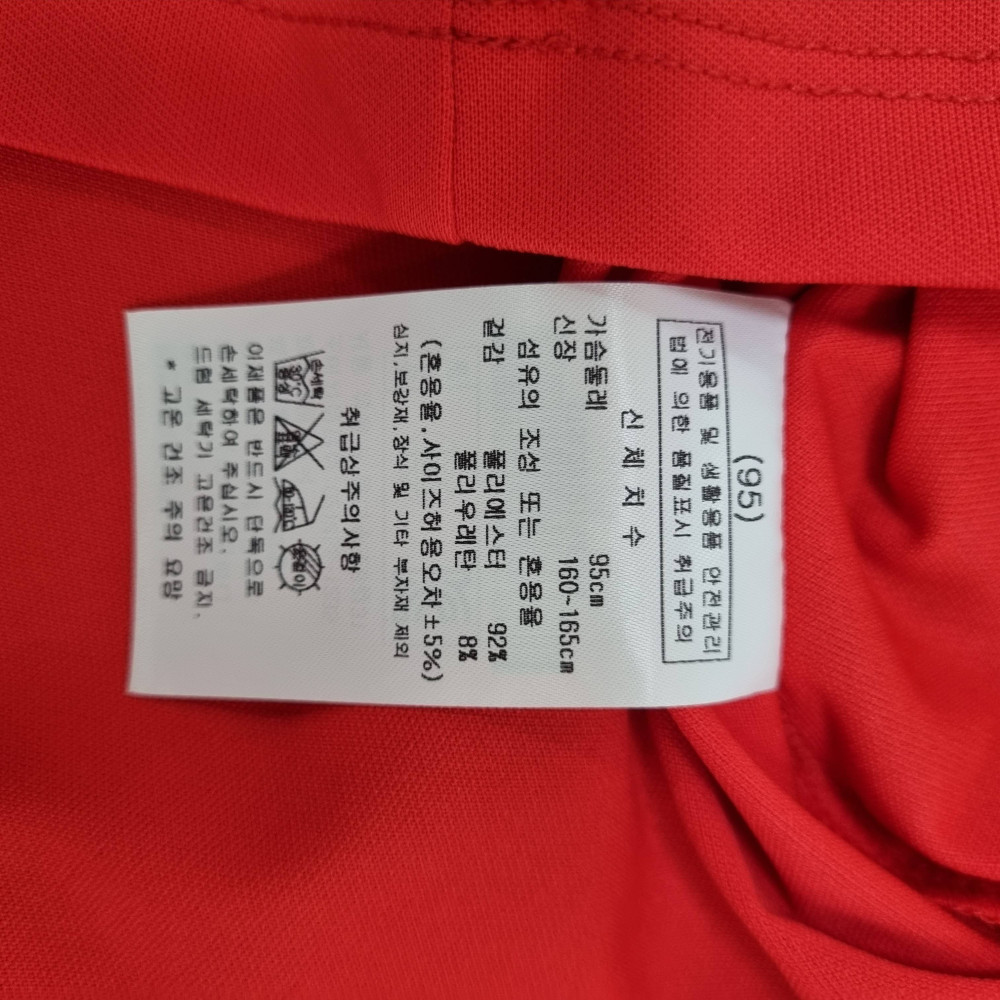 (95)
전기용품 및 생활용품 안전관리
법에 의한 품질표시 취급주의
신 체 치 수
가슴둘레 95cm
신장 160~165cm
섬유의 조성 또는 혼용율
겉감 폴리에스터 92%
폴리우레탄 8%
(혼용율.사이즈허용오차±5%)
심지,보강재,장식 및 기타 부자재 제외
취급상주의사항
손세탁
30℃
중성
이제품은 반드시 단독으로
손세탁하여 주십시오.
드럼 세탁기 고온건조 금지.
* 고온 건조 주의 요망